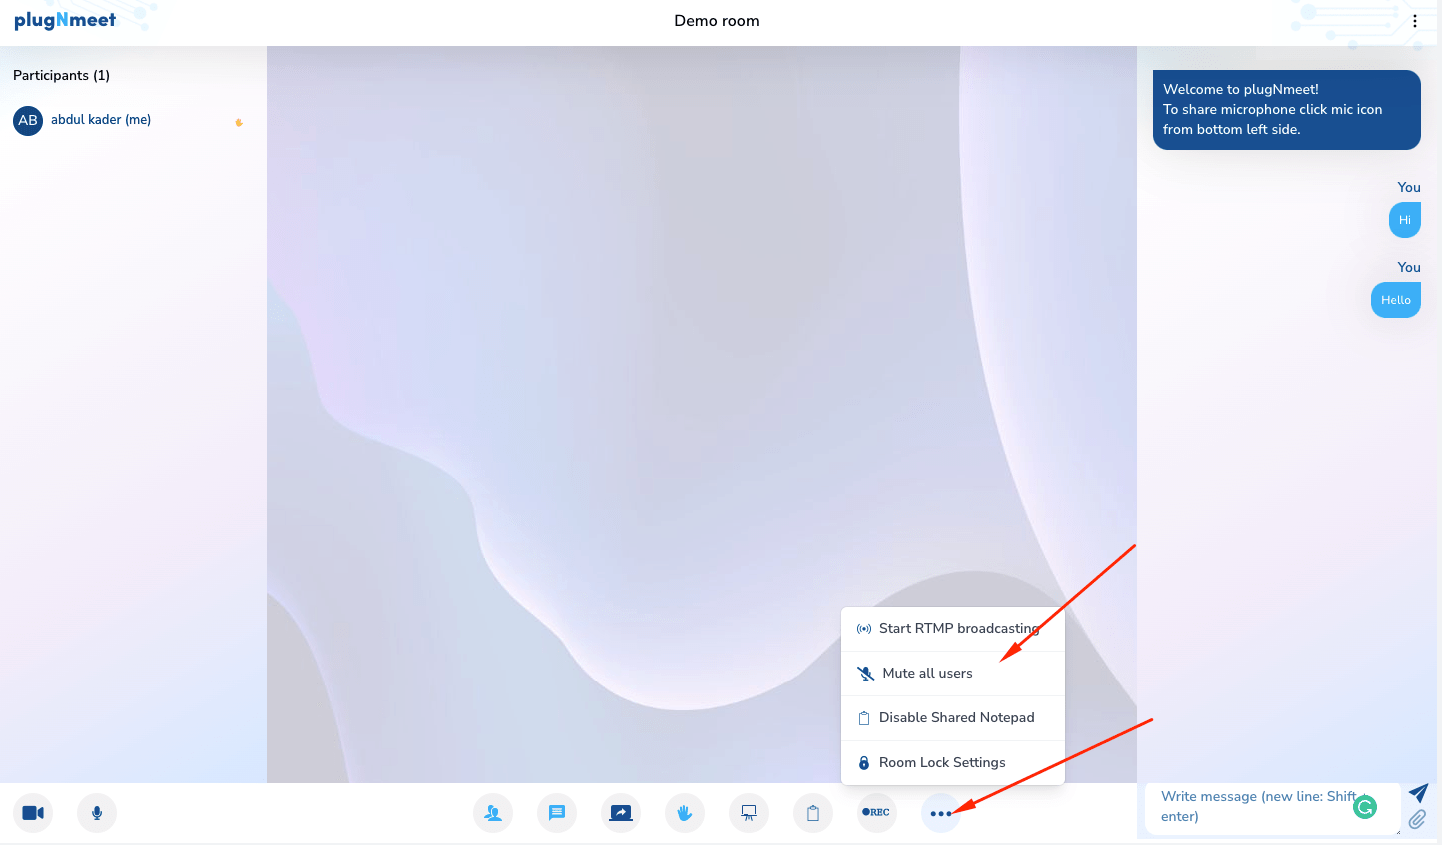 plugNmeet
Demo room
Participants (1)
AB
abdul kader (me)
Welcome to plugNmeet!
To share microphone click mic icon
from bottom left side.
You
Hi
You
Hello
Start RTMP broadcasting
Mute all users
Disable Shared Notepad
Room Lock Settings
REC
Write message (new line: Shift +
enter)